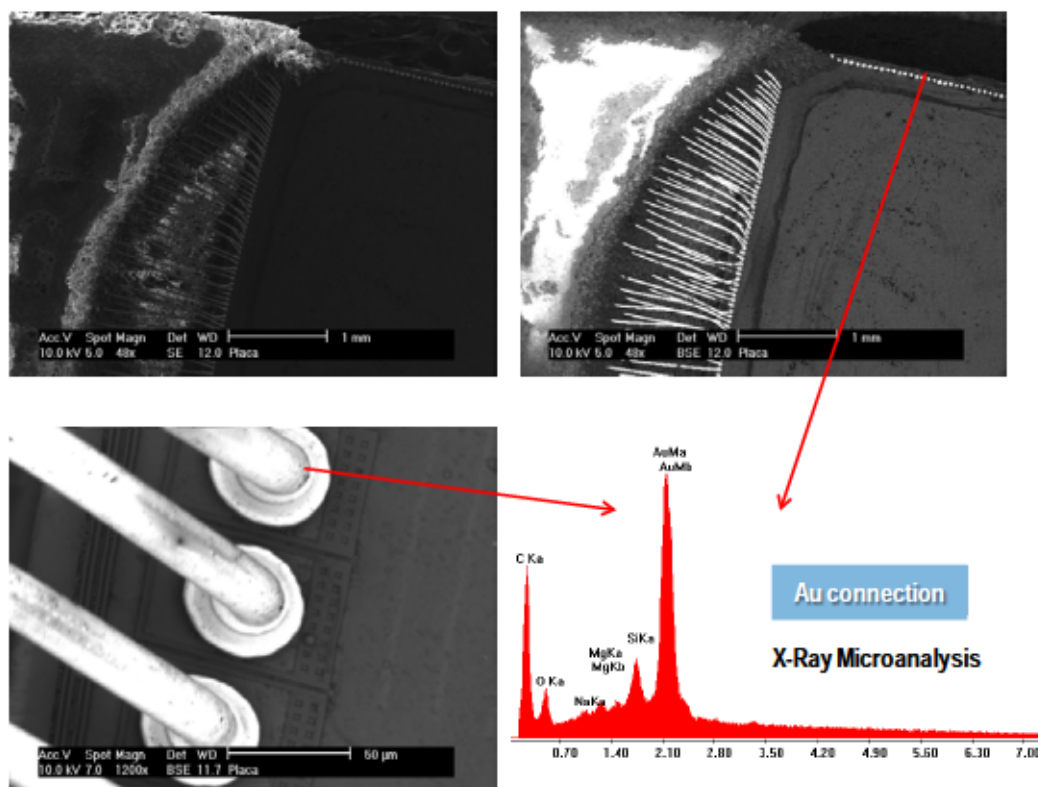 Acc.V Spot Magn Det WD 1 mm
10.0 kV 5.0 48x SE 12.0 Placa
Acc.V Spot Magn Det WD 1 mm
10.0 kV 5.0 48x BSE 12.0 Placa
Acc.V Spot Magn Det WD 50 µm
10.0 kV 7.0 1200x BSE 11.7 Placa
AuMa
AuMb
C Ka
SiKa
MgKa
MgKb
O Ka
NaKa
Au connection
X-Ray Microanalysis
0.70 1.40 2.10 2.80 3.50 4.20 4.90 5.60 6.30 7.00